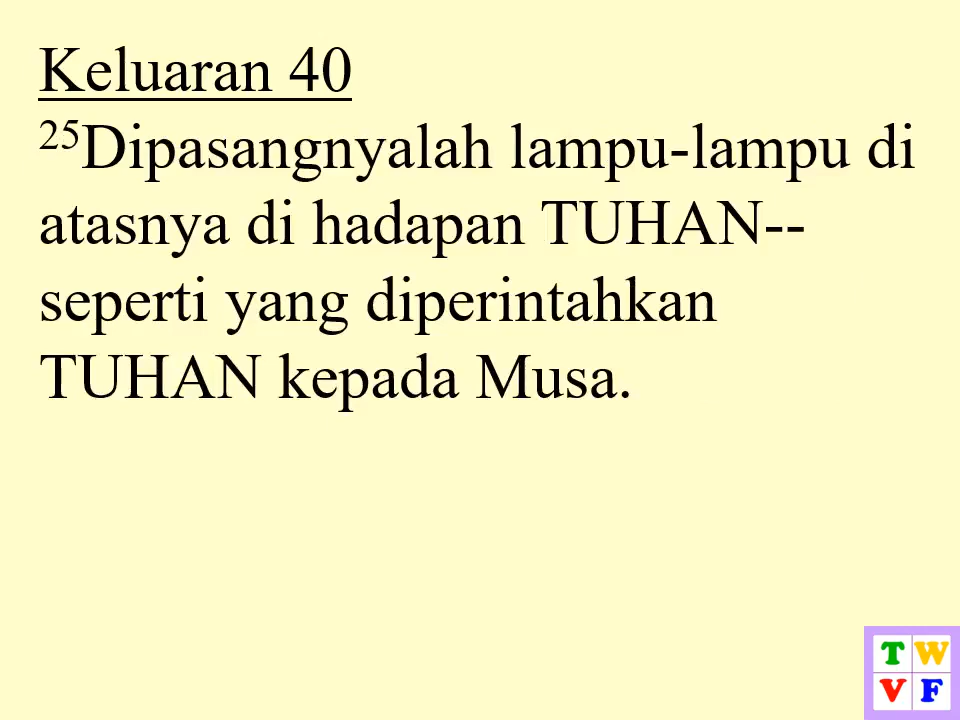 Keluaran 40
25Dipasangnyalah lampu-lampu di
atasnya di hadapan TUHAN--
seperti yang diperintahkan
TUHAN kepada Musa.
T W
V F